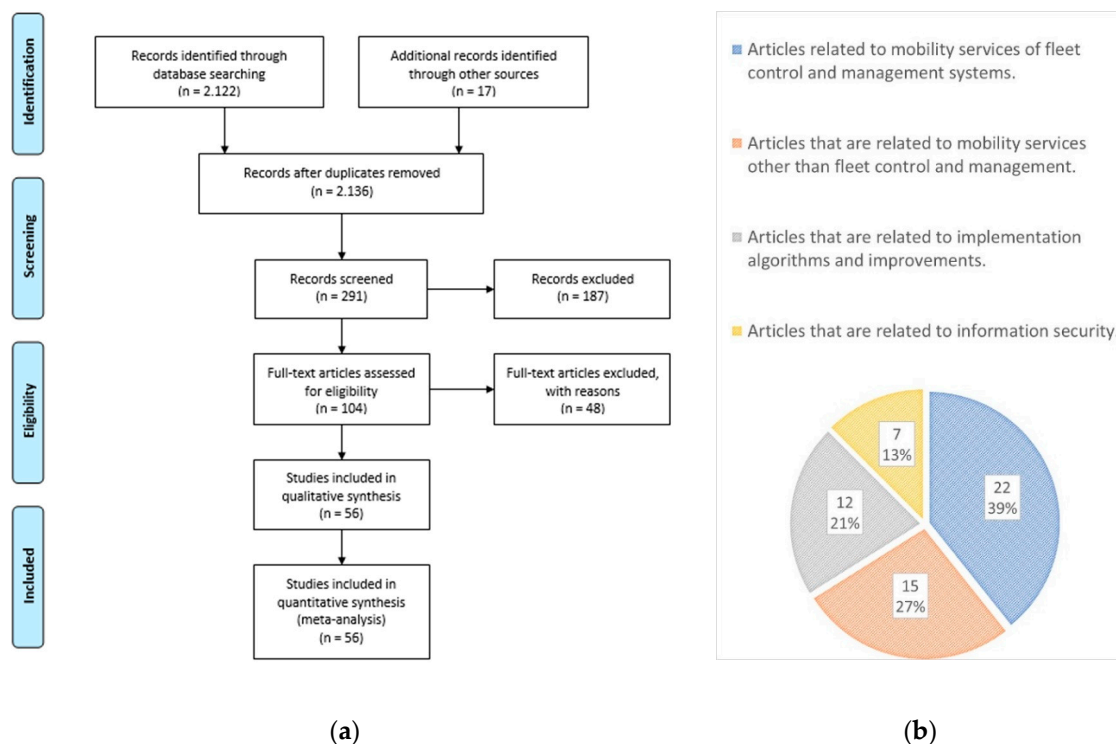 Identification
Records identified through
database searching
(n = 2.122)
Additional records identified
through other sources
(n = 17)
Records after duplicates removed
(n = 2.136)
Screening
Records screened
(n = 291)
Records excluded
(n = 187)
Eligibility
Full-text articles assessed
for eligibility
(n = 104)
Full-text articles excluded,
with reasons
(n = 48)
Studies included in
qualitative synthesis
(n = 56)
Included
Studies included in
quantitative synthesis
(meta-analysis)
(n = 56)
(a)
Articles related to mobility services of fleet
control and management systems.
Articles that are related to mobility services
other than fleet control and management.
Articles that are related to implementation
algorithms and improvements.
Articles that are related to information security.
7
13%
22
39%
12
21%
15
27%
(b)